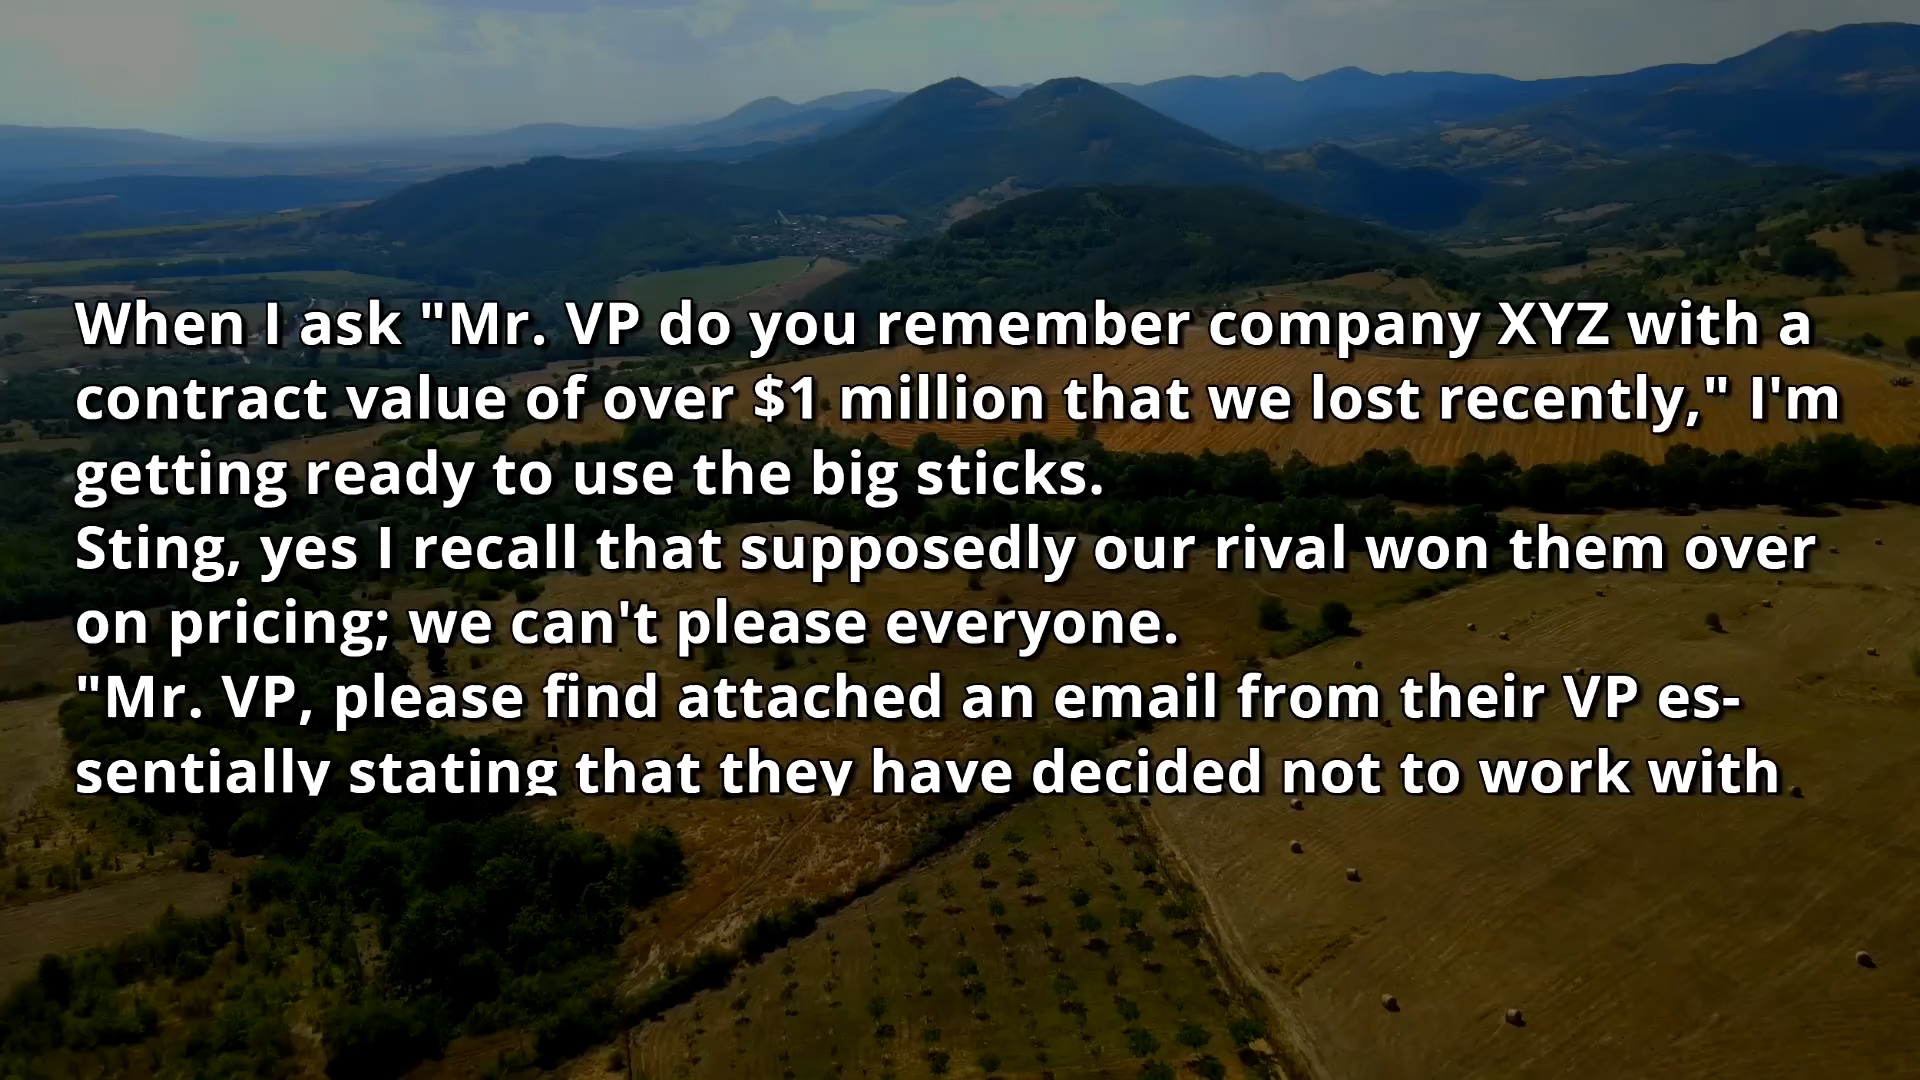 When I ask "Mr. VP do you remember company XYZ with a
contract value of over $1 million that we lost recently," I'm
getting ready to use the big sticks.
Sting, yes I recall that supposedly our rival won them over
on pricing; we can't please everyone.
"Mr. VP, please find attached an email from their VP es-
sentially stating that they have decided not to work with